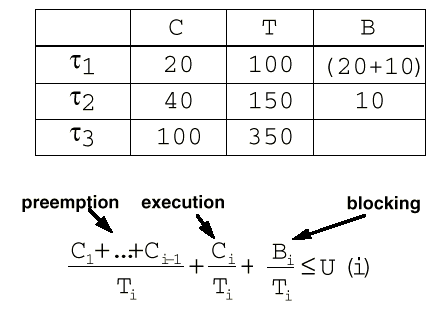 C T B
τ1 20 100 (20+10)
τ2 40 150 10
τ3 100 350
preemption execution blocking
C1+ ...+Ci-1 / Ti + Ci / Ti + Bi / Ti ≤ U (i)